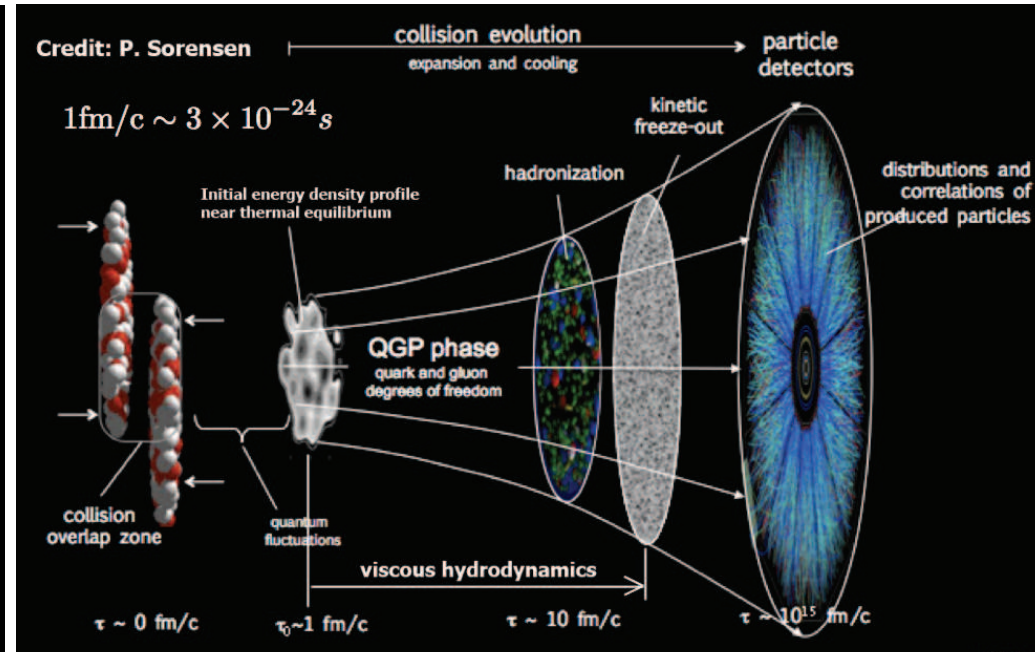 Credit: P. Sorensen
collision evolution
expansion and cooling
particle
detectors
1fm/c ∼ 3 × 10⁻²⁴s
kinetic
freeze-out
hadronization
distributions and
correlations of
produced particles
Initial energy density profile
near thermal equilibrium
QGP phase
quark and gluon
degrees of freedom
collision
overlap zone
quantum
fluctuations
viscous hydrodynamics
τ ~ 0 fm/c
τ₀~1 fm/c
τ ~ 10 fm/c
τ ~ 10¹⁵ fm/c